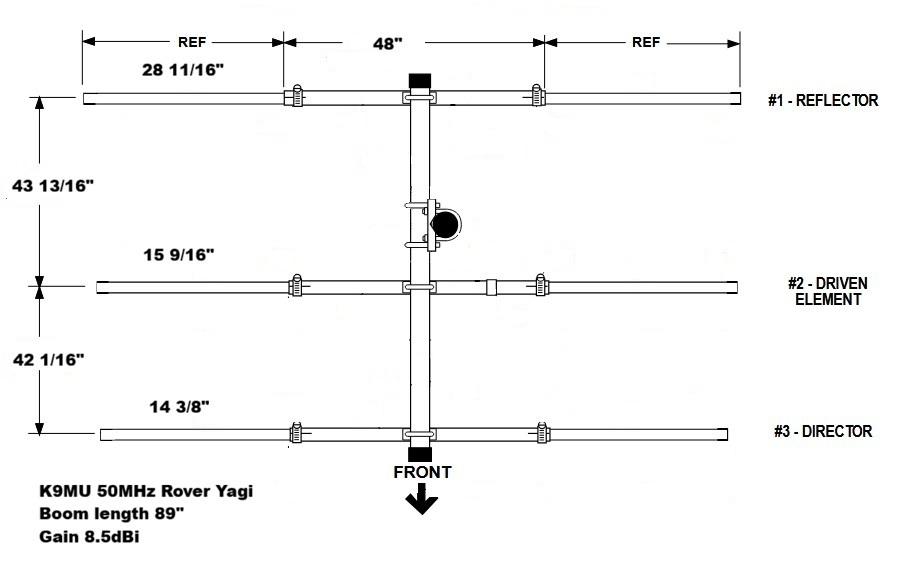 REF
48"
REF
28 11/16"
#1 - REFLECTOR
43 13/16"
15 9/16"
#2 - DRIVEN
ELEMENT
42 1/16"
14 3/8"
#3 - DIRECTOR
FRONT
K9MU 50MHz Rover Yagi
Boom length 89"
Gain 8.5dBi